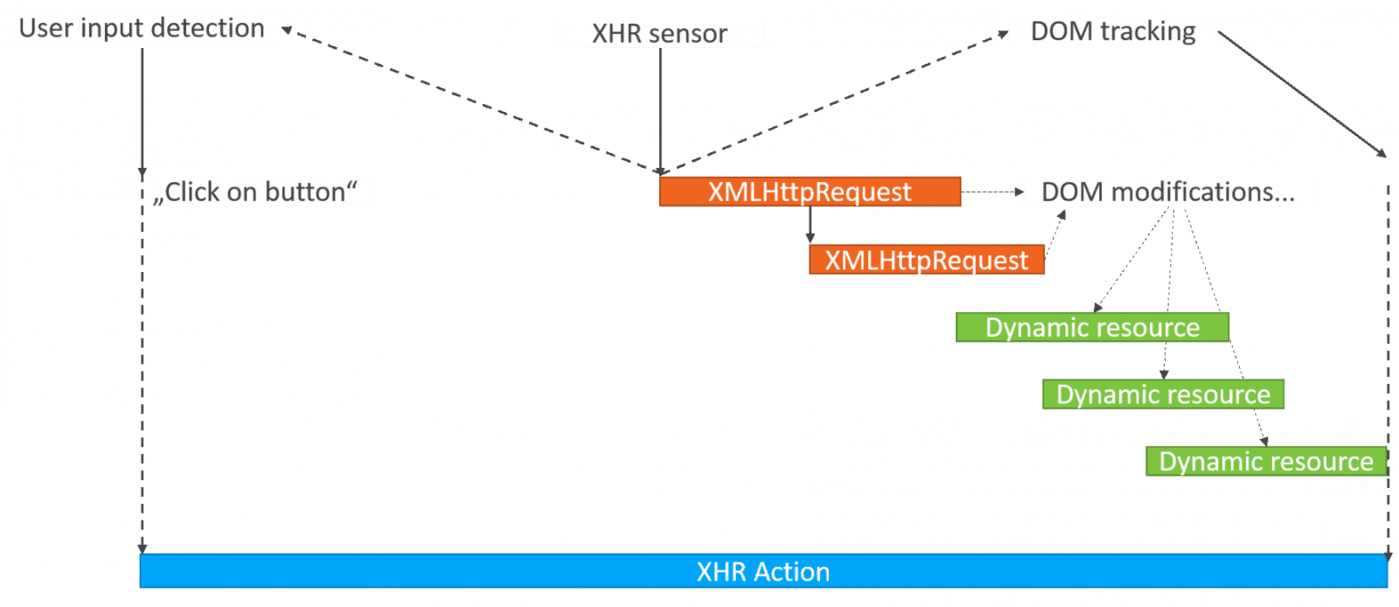 User input detection
XHR sensor
DOM tracking
„Click on button“
XMLHttpRequest
DOM modifications...
XMLHttpRequest
Dynamic resource
Dynamic resource
Dynamic resource
XHR Action